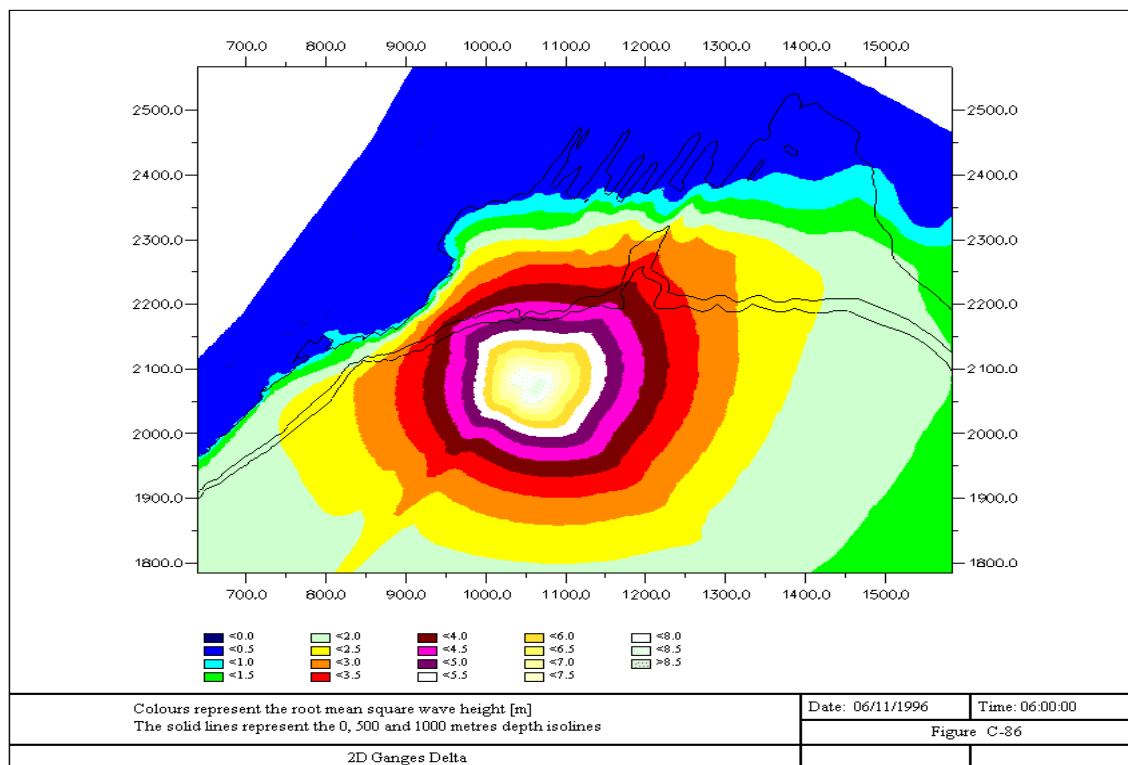 700.0 800.0 900.0 1000.0 1100.0 1200.0 1300.0 1400.0 1500.0
2500.0 2500.0
2400.0 2400.0
2300.0 2300.0
2200.0 2200.0
2100.0 2100.0
2000.0 2000.0
1900.0 1900.0
1800.0 1800.0
700.0 800.0 900.0 1000.0 1100.0 1200.0 1300.0 1400.0 1500.0
<0.0 <2.0 <4.0 <6.0 <8.0
<0.5 <2.5 <4.5 <6.5 <8.5
<1.0 <3.0 <5.0 <7.0 >8.5
<1.5 <3.5 <5.5 <7.5
Colours represent the root mean square wave height [m]
The solid lines represent the 0, 500 and 1000 metres depth isolines
Date: 06/11/1996 Time: 06:00:00
Figure C-86
2D Ganges Delta